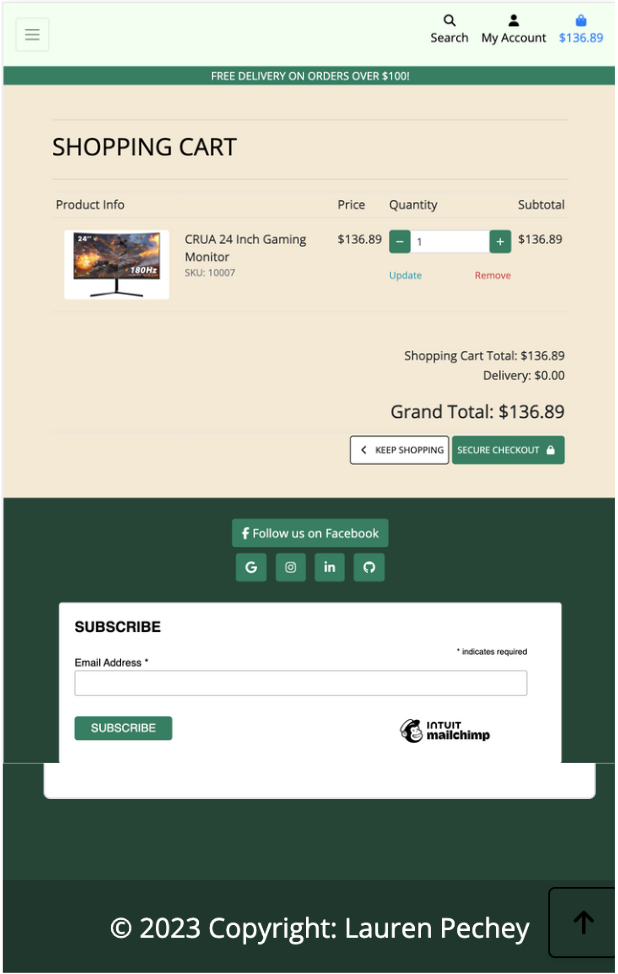 Search
My Account
$136.89
FREE DELIVERY ON ORDERS OVER $100!
SHOPPING CART
Product Info
Price
Quantity
Subtotal
24"
180Hz
CRUA 24 Inch Gaming
Monitor
SKU: 10007
$136.89
−
1
+
$136.89
Update
Remove
Shopping Cart Total: $136.89
Delivery: $0.00
Grand Total: $136.89
KEEP SHOPPING
SECURE CHECKOUT
Follow us on Facebook
SUBSCRIBE
* indicates required
Email Address *
SUBSCRIBE
INTUIT
mailchimp
© 2023 Copyright: Lauren Pechey